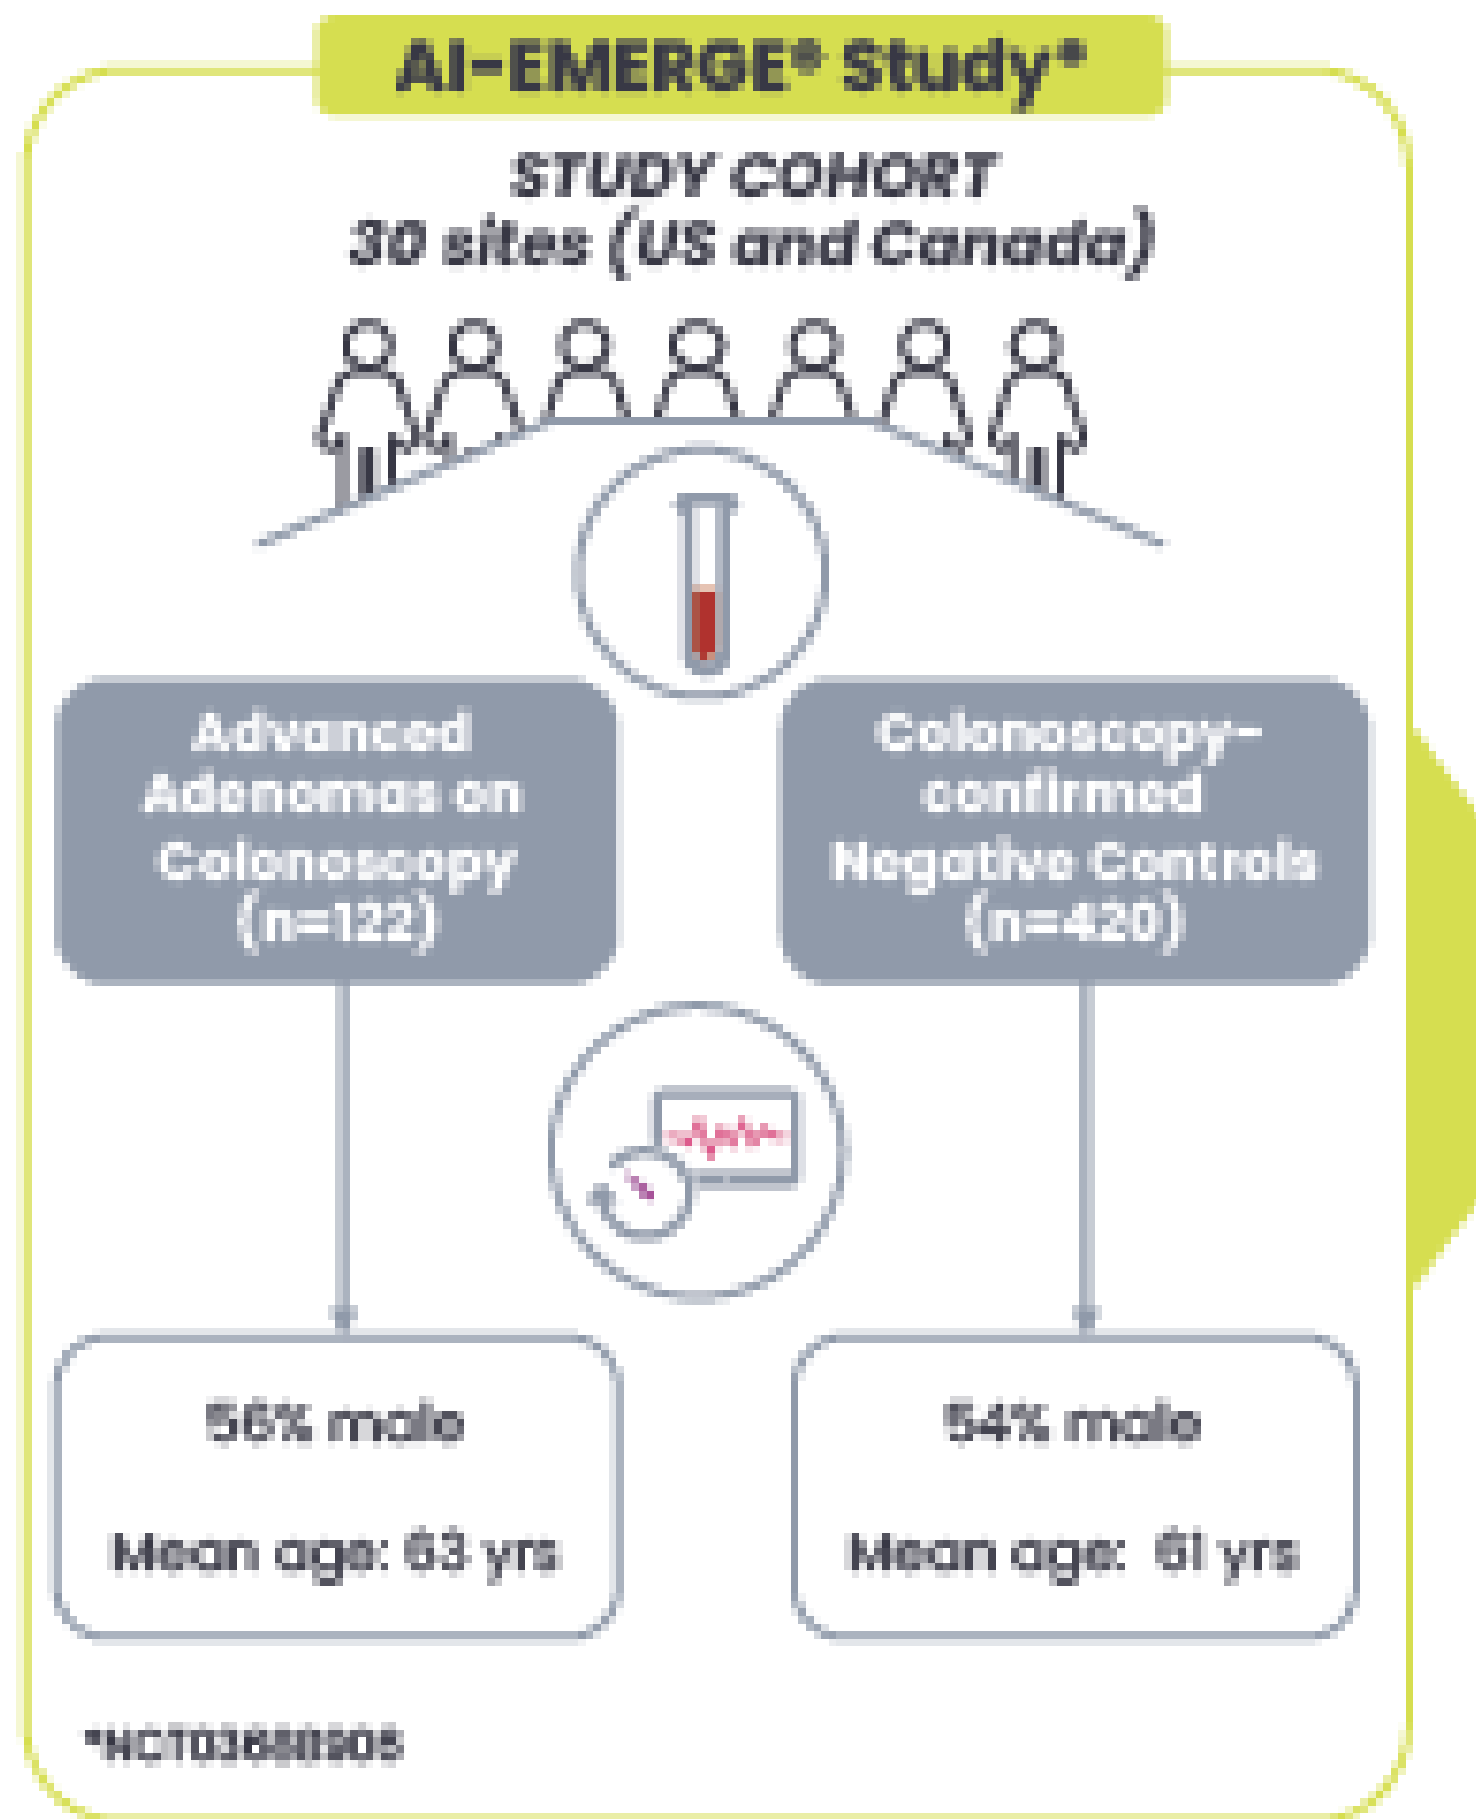 AI-EMERGE® Study*
STUDY COHORT
30 sites (US and Canada)
Advanced
Adenomas on
Colonoscopy
(n=122)
Colonoscopy-
confirmed
Negative Controls
(n=420)
56% male
Mean age: 63 yrs
54% male
Mean age: 61 yrs